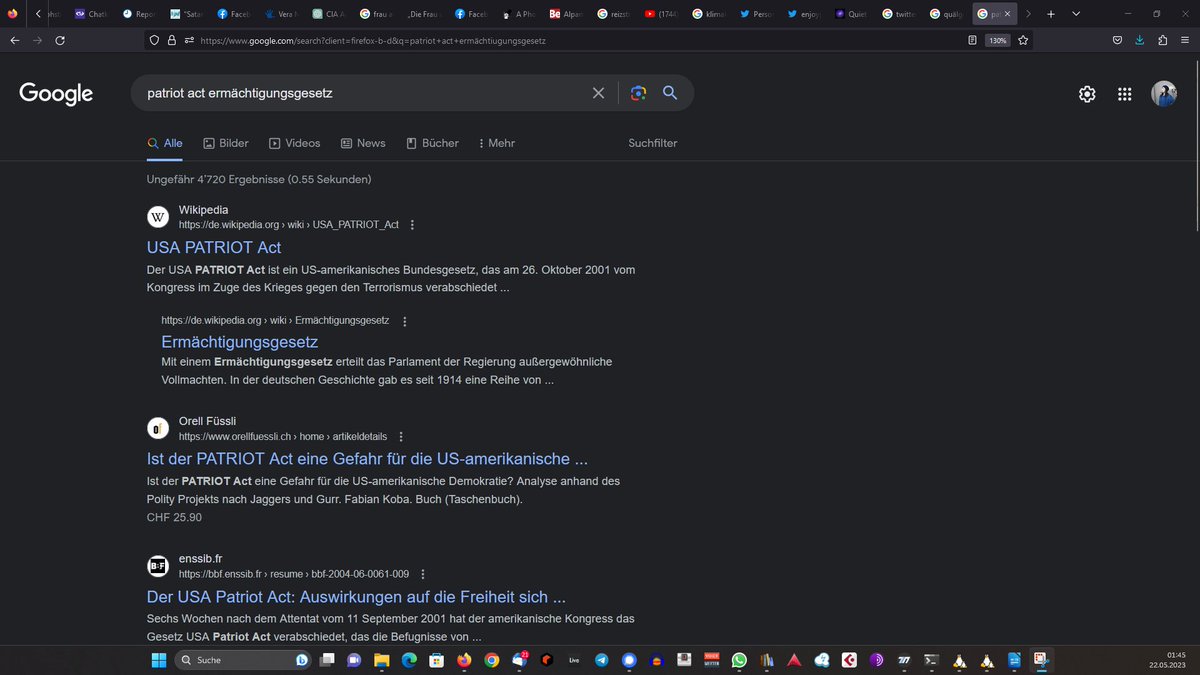 Chatk
Repor
"Satar
Faceb
Vera M
CIA A
frau a
„Die Frau u
Faceb
A Pho
Alpan
reizst
(1744)
klima
Perso
enjoy
Quiet
twitte
quälg
pat
https://www.google.com/search?client=firefox-b-d&q=patriot+act+ermächtiugungsgesetz
130%
Google
patriot act ermächtigungsgesetz
Alle
Bilder
Videos
News
Bücher
Mehr
Suchfilter
Ungefähr 4'720 Ergebnisse (0.55 Sekunden)
W
Wikipedia
https://de.wikipedia.org › wiki › USA_PATRIOT_Act
USA PATRIOT Act
Der USA PATRIOT Act ist ein US-amerikanisches Bundesgesetz, das am 26. Oktober 2001 vom
Kongress im Zuge des Krieges gegen den Terrorismus verabschiedet ...
https://de.wikipedia.org › wiki › Ermächtigungsgesetz
Ermächtigungsgesetz
Mit einem Ermächtigungsgesetz erteilt das Parlament der Regierung außergewöhnliche
Vollmachten. In der deutschen Geschichte gab es seit 1914 eine Reihe von ...
of
Orell Füssli
https://www.orellfuessli.ch › home › artikeldetails
Ist der PATRIOT Act eine Gefahr für die US-amerikanische ...
Ist der PATRIOT Act eine Gefahr für die US-amerikanische Demokratie? Analyse anhand des
Polity Projekts nach Jaggers und Gurr. Fabian Koba. Buch (Taschenbuch).
CHF 25.90
BBF
enssib.fr
https://bbf.enssib.fr › resume › bbf-2004-06-0061-009
Der USA Patriot Act: Auswirkungen auf die Freiheit sich ...
Sechs Wochen nach dem Attentat vom 11 September 2001 hat der amerikanische Kongress das
Gesetz USA Patriot Act verabschiedet, das die Befugnisse von ...
Suche
21
Live
01:45
22.05.2023